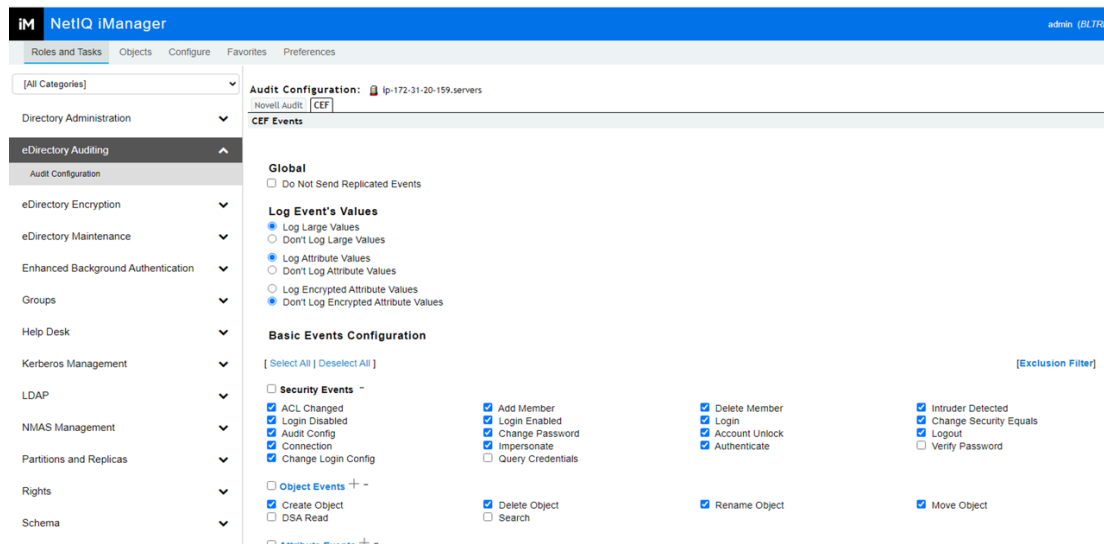 iM NetIQ iManager
admin (BLTR
Roles and Tasks Objects Configure Favorites Preferences
[All Categories]
Directory Administration
eDirectory Auditing
Audit Configuration
eDirectory Encryption
eDirectory Maintenance
Enhanced Background Authentication
Groups
Help Desk
Kerberos Management
LDAP
NMAS Management
Partitions and Replicas
Rights
Schema
Audit Configuration: ip-172-31-20-159.servers
Novell Audit CEF
CEF Events
Global
Do Not Send Replicated Events
Log Event's Values
Log Large Values
Don't Log Large Values
Log Attribute Values
Don't Log Attribute Values
Log Encrypted Attribute Values
Don't Log Encrypted Attribute Values
Basic Events Configuration
[ Select All | Deselect All ] [Exclusion Filter]
Security Events -
ACL Changed Add Member Delete Member Intruder Detected
Login Disabled Login Enabled Login Change Security Equals
Audit Config Change Password Account Unlock Logout
Connection Impersonate Authenticate Verify Password
Change Login Config Query Credentials
Object Events + -
Create Object Delete Object Rename Object Move Object
DSA Read Search
Attribute Events + -